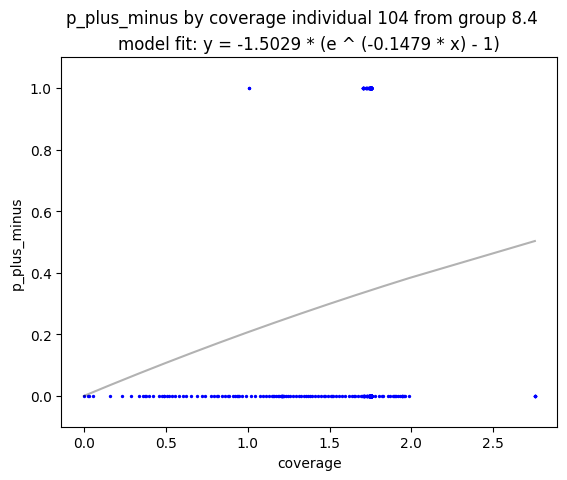 p_plus_minus by coverage individual 104 from group 8.4
model fit: y = -1.5029 * (e ^ (-0.1479 * x) - 1)
1.0
0.8
0.6
0.4
0.2
0.0
p_plus_minus
0.0 0.5 1.0 1.5 2.0 2.5
coverage